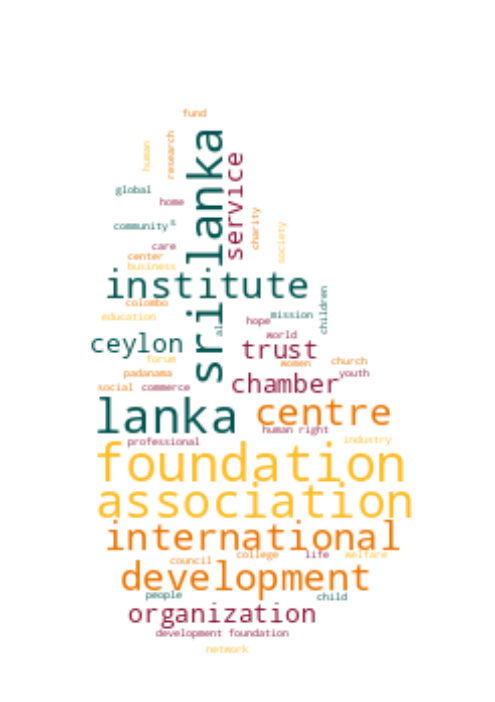 fund
human
research
sri lanka
service
global
home
charity
community
s
society
care
center
business
institute
children
colombo
education
mission
hope
al
world
ceylon
trust
forum
women
church
padanama
youth
social
commerce
chamber
lanka
centre
human right
professional
industry
foundation
association
international
council
college
life
welfare
development
people
child
organization
development foundation
network